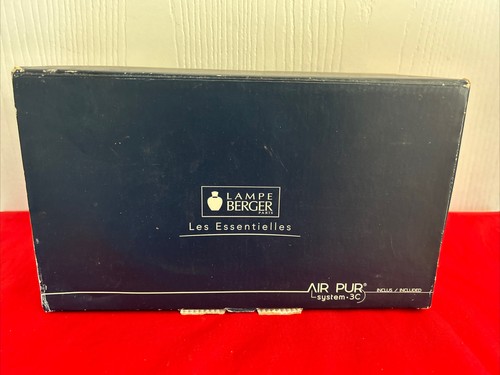 LAMPE
BERGER
PARIS
Les Essentielles
AIR PUR®
system·3C
INCLUS / INCLUDED